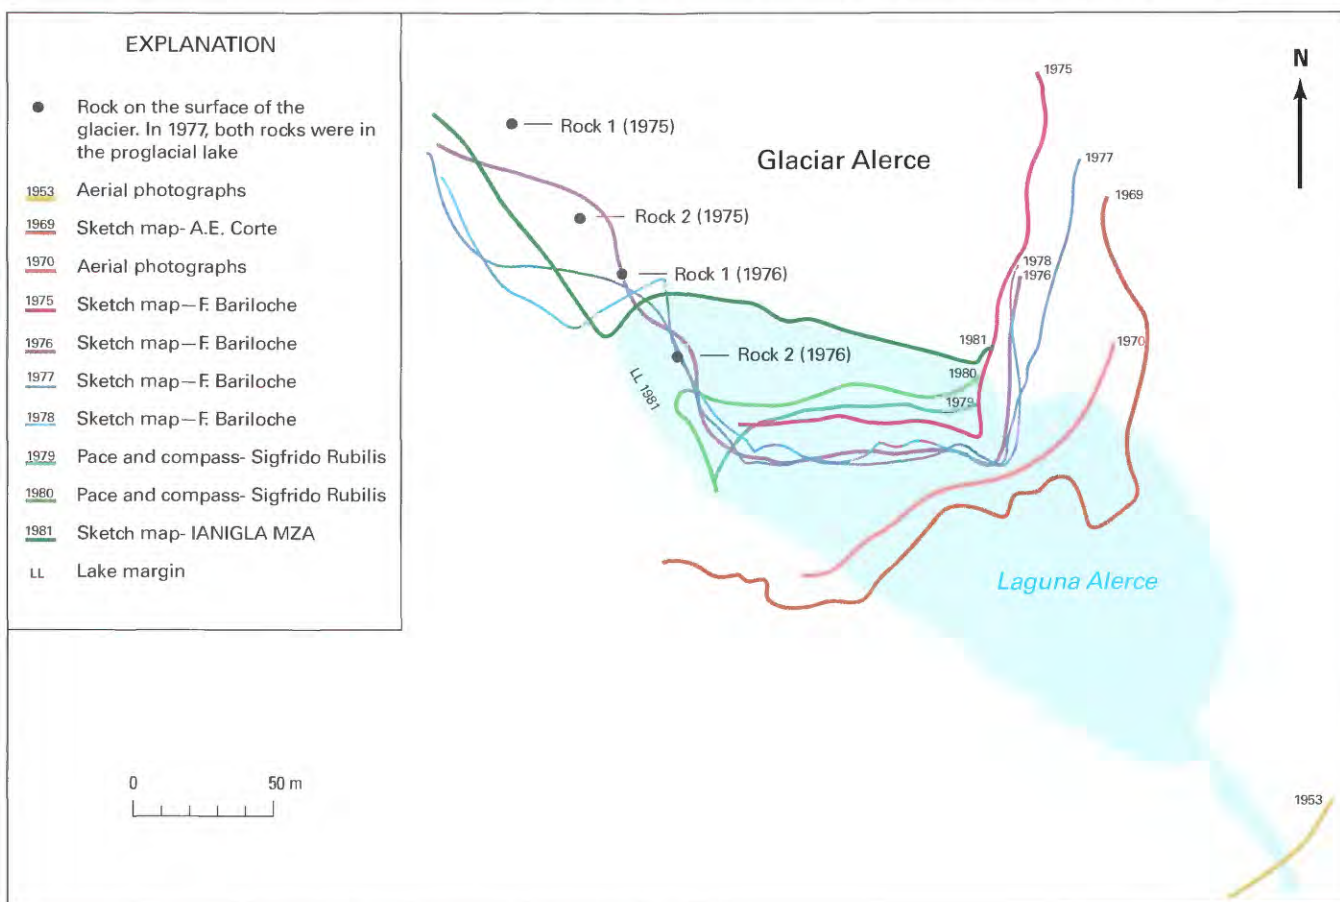 EXPLANATION
Rock on the surface of the
glacier. In 1977, both rocks were in
the proglacial lake
1953 Aerial photographs
1969 Sketch map- A.E. Corte
1970 Aerial photographs
1975 Sketch map—F. Bariloche
1976 Sketch map—F. Bariloche
1977 Sketch map—F. Bariloche
1978 Sketch map—F. Bariloche
1979 Pace and compass- Sigfrido Rubilis
1980 Pace and compass- Sigfrido Rubilis
1981 Sketch map- IANIGLA MZA
LL Lake margin
0 50 m
N
1975
Rock 1 (1975)
Glaciar Alerce
1977
1969
Rock 2 (1975)
1978
Rock 1 (1976)
1976
1981
1970
Rock 2 (1976)
1980
LL 1981
1979
Laguna Alerce
1953